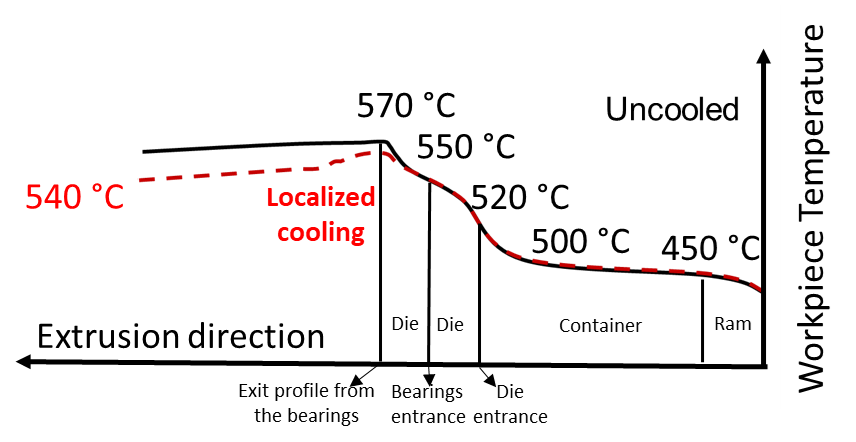 570 °C
Uncooled
550 °C
540 °C
Localized
cooling
520 °C
500 °C
450 °C
Workpiece Temperature
Die
Die
Container
Ram
Extrusion direction
Exit profile from
the bearings
Bearings
entrance
Die
entrance